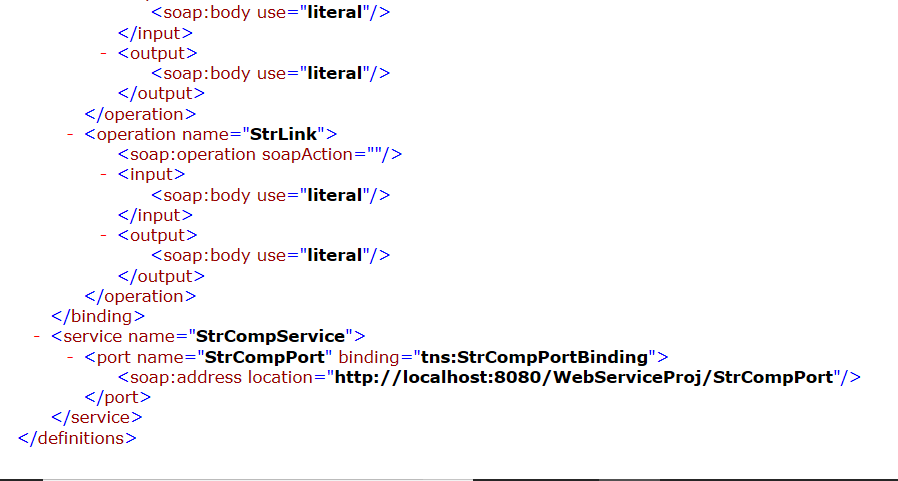 <soap:body use="literal"/>
</input>
- <output>
<soap:body use="literal"/>
</output>
</operation>
- <operation name="StrLink">
<soap:operation soapAction=""/>
- <input>
<soap:body use="literal"/>
</input>
- <output>
<soap:body use="literal"/>
</output>
</operation>
</binding>
- <service name="StrCompService">
- <port name="StrCompPort" binding="tns:StrCompPortBinding">
<soap:address location="http://localhost:8080/WebServiceProj/StrCompPort"/>
</port>
</service>
</definitions>